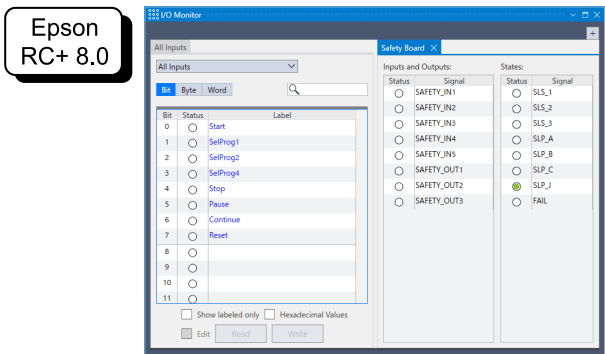 Epson
RC+ 8.0
I/O Monitor
All Inputs
All Inputs
Bit Byte Word
Bit Status Label
0 Start
1 SelProg1
2 SelProg2
3 SelProg4
4 Stop
5 Pause
6 Continue
7 Reset
8
9
10
11
Show labeled only Hexadecimal Values
Edit Read Write
Safety Board
Inputs and Outputs:
Status Signal
SAFETY_IN1
SAFETY_IN2
SAFETY_IN3
SAFETY_IN4
SAFETY_IN5
SAFETY_OUT1
SAFETY_OUT2
SAFETY_OUT3
States:
Status Signal
SLS_1
SLS_2
SLS_3
SLP_A
SLP_B
SLP_C
SLP_J
FAIL